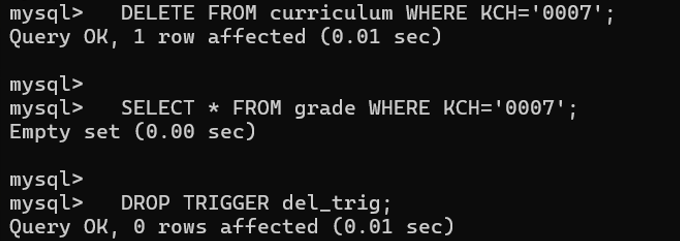 mysql>   DELETE FROM curriculum WHERE KCH='0007';
Query OK, 1 row affected (0.01 sec)
mysql>
mysql>   SELECT * FROM grade WHERE KCH='0007';
Empty set (0.00 sec)
mysql>
mysql>   DROP TRIGGER del_trig;
Query OK, 0 rows affected (0.01 sec)